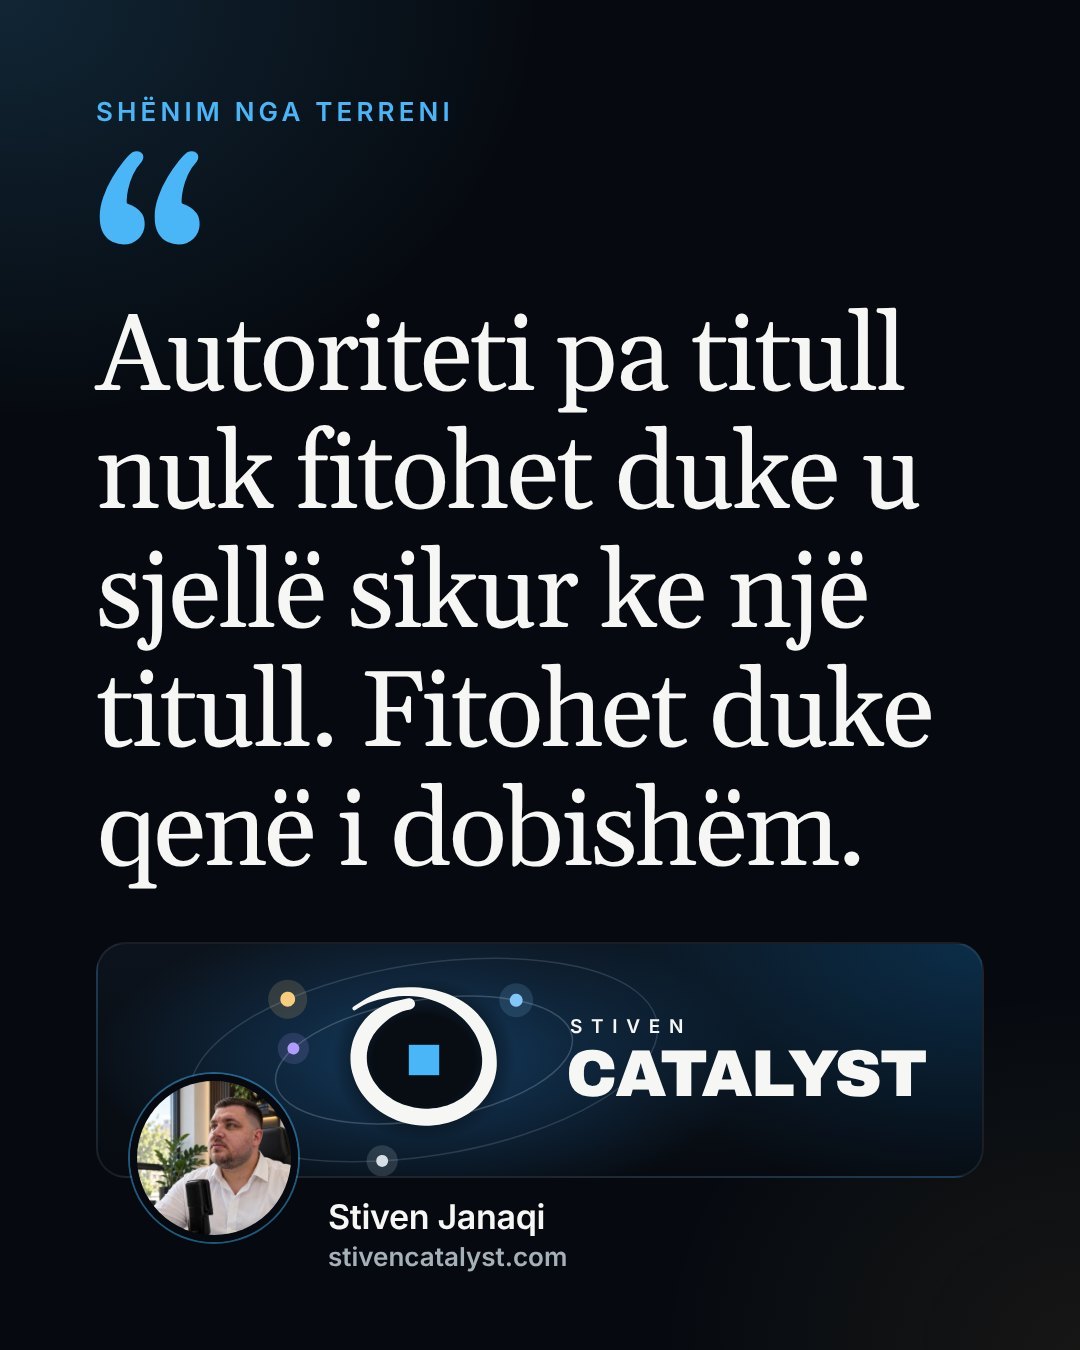 SHËNIM NGA TERRENI
“
Autoriteti pa titull
nuk fitohet duke u
sjellë sikur ke një
titull. Fitohet duke
qenë i dobishëm.
STIVEN
CATALYST
Stiven Janaqi
stivencatalyst.com